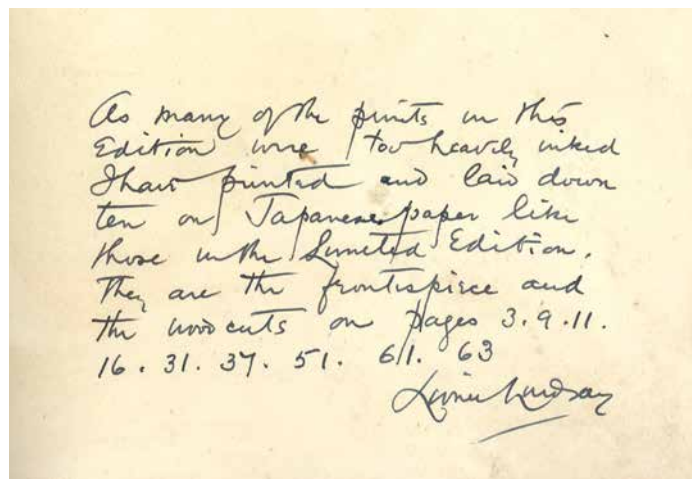 As many of the prints in this
Edition were too heavily inked
I have printed and laid down
ten on Japanese paper like
those in the Limited Edition.
They are the frontispiece and
the woodcuts on pages 3.9.11.
16. 31. 37. 51. 61. 63
Lionel Lindsay